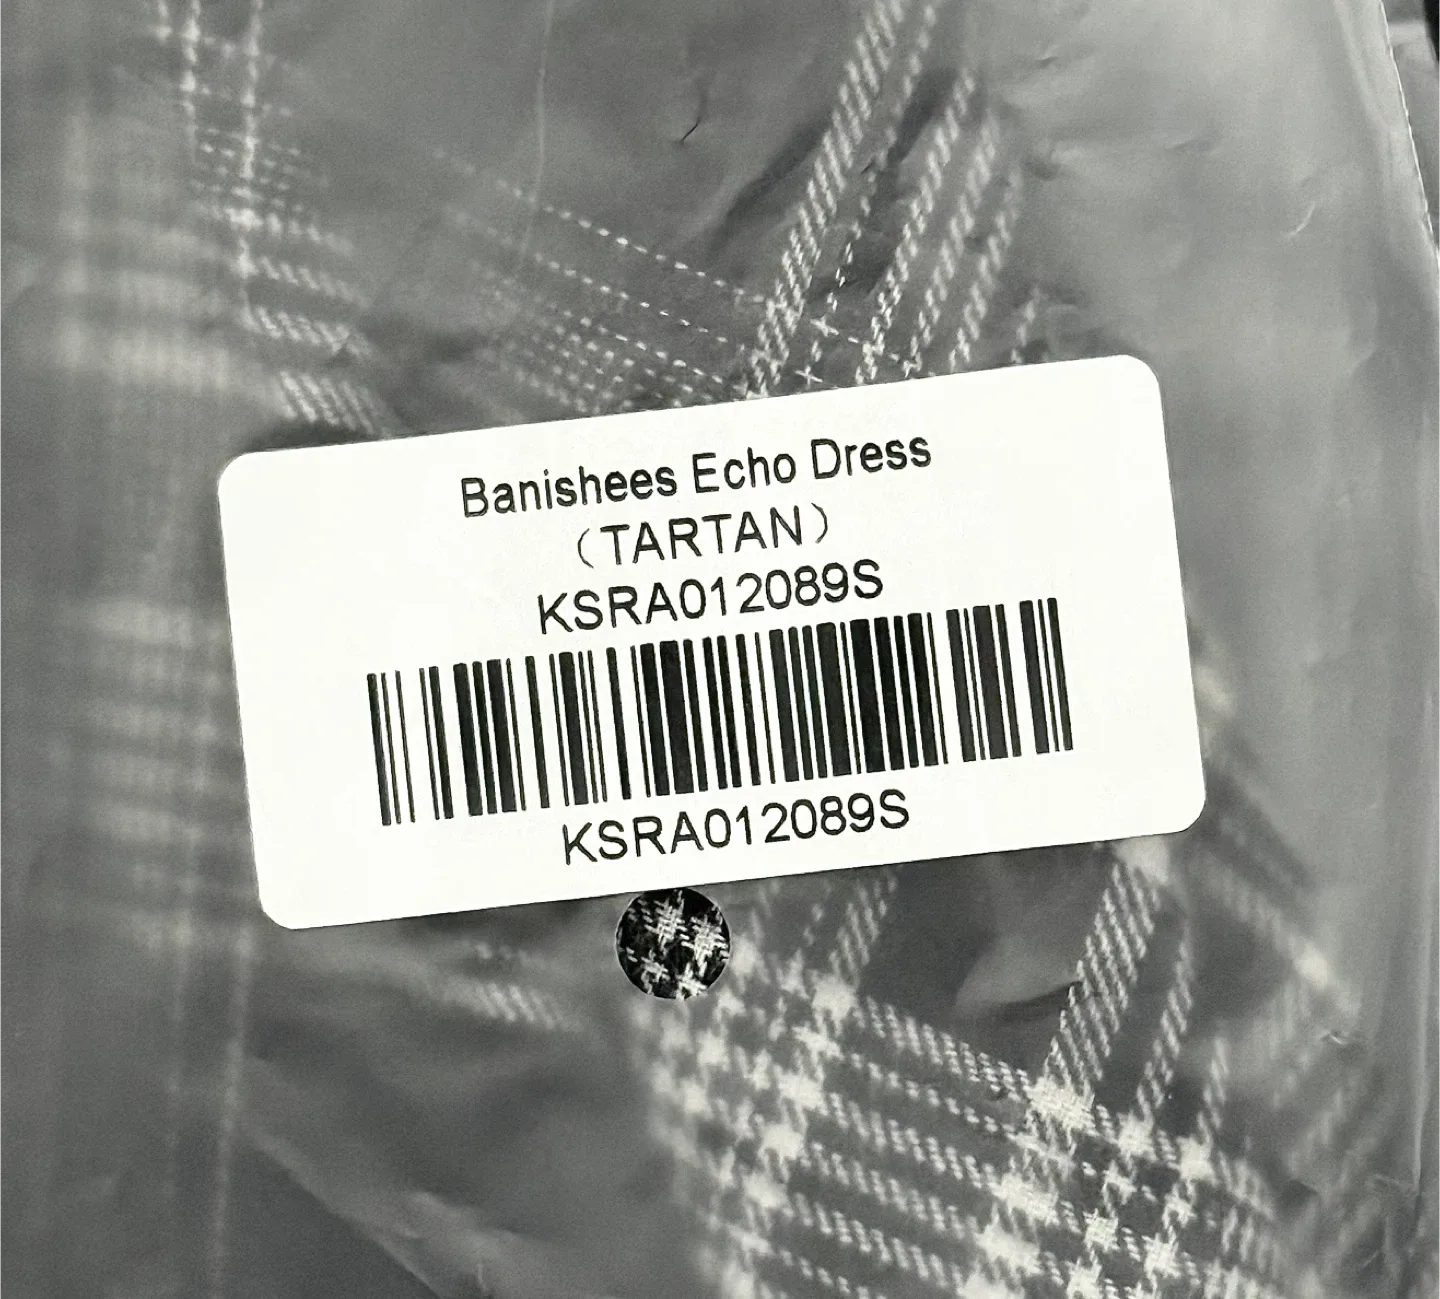 Banishees Echo Dress
（TARTAN）
KSRA012089S
KSRA012089S